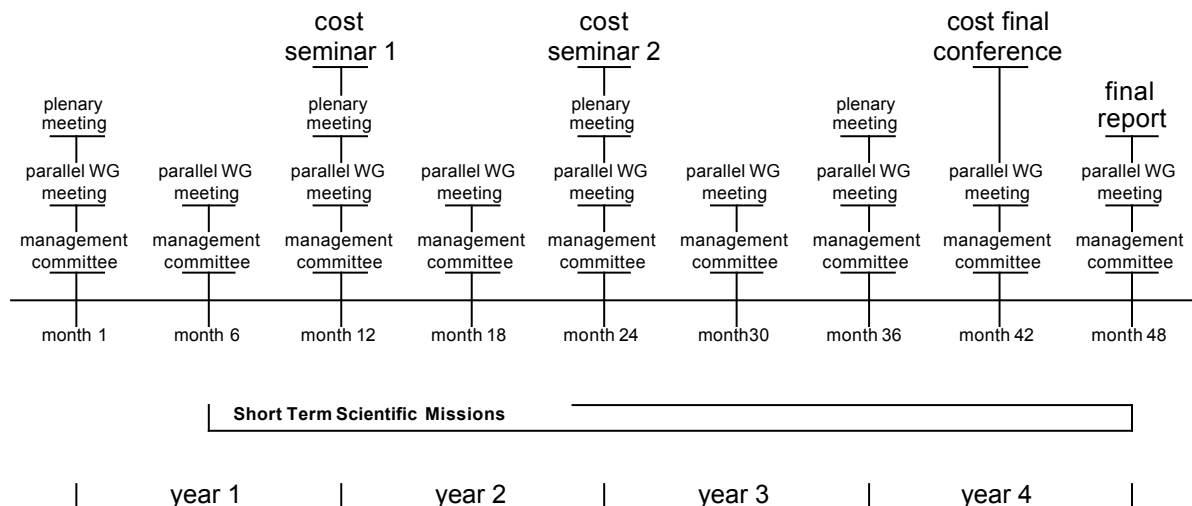 cost
seminar 1
cost
seminar 2
cost final
conference
plenary
meeting
plenary
meeting
plenary
meeting
plenary
meeting
final
report
parallel WG
meeting
parallel WG
meeting
parallel WG
meeting
parallel WG
meeting
parallel WG
meeting
parallel WG
meeting
parallel WG
meeting
parallel WG
meeting
parallel WG
meeting
management
committee
management
committee
management
committee
management
committee
management
committee
management
committee
management
committee
management
committee
management
committee
month 1
month 6
month 12
month 18
month 24
month30
month 36
month 42
month 48
Short Term Scientific Missions
year 1
year 2
year 3
year 4